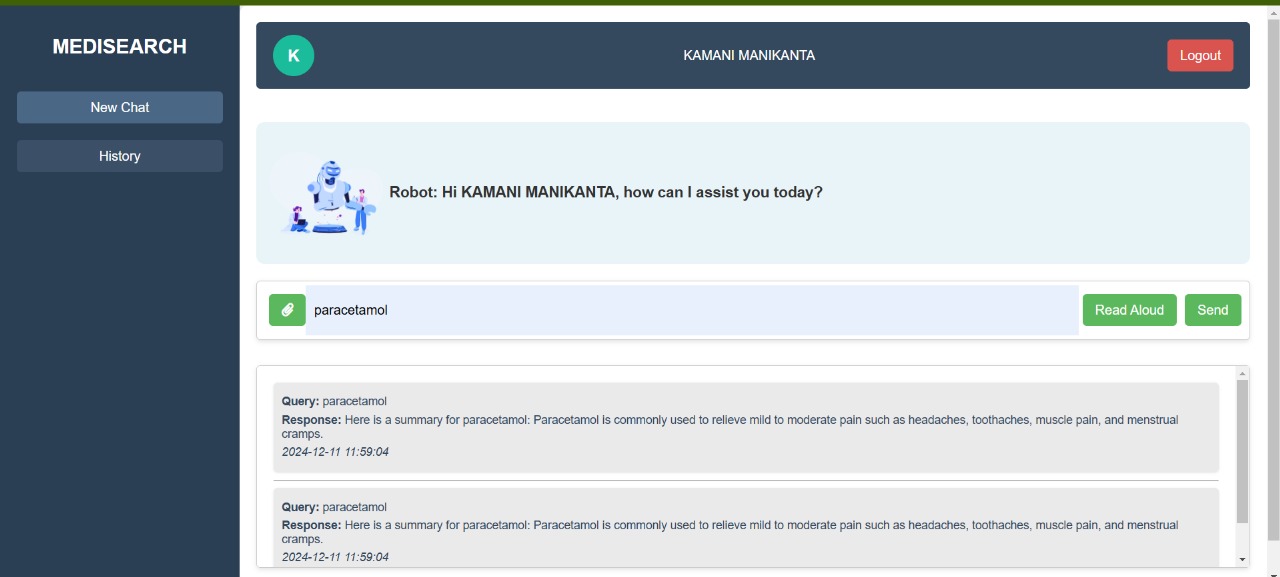 MEDISEARCH
New Chat
History
K
KAMANI MANIKANTA
Logout
Robot: Hi KAMANI MANIKANTA, how can I assist you today?
paracetamol
Read Aloud
Send
Query: paracetamol
Response: Here is a summary for paracetamol: Paracetamol is commonly used to relieve mild to moderate pain such as headaches, toothaches, muscle pain, and menstrual
cramps.
2024-12-11 11:59:04
Query: paracetamol
Response: Here is a summary for paracetamol: Paracetamol is commonly used to relieve mild to moderate pain such as headaches, toothaches, muscle pain, and menstrual
cramps.
2024-12-11 11:59:04